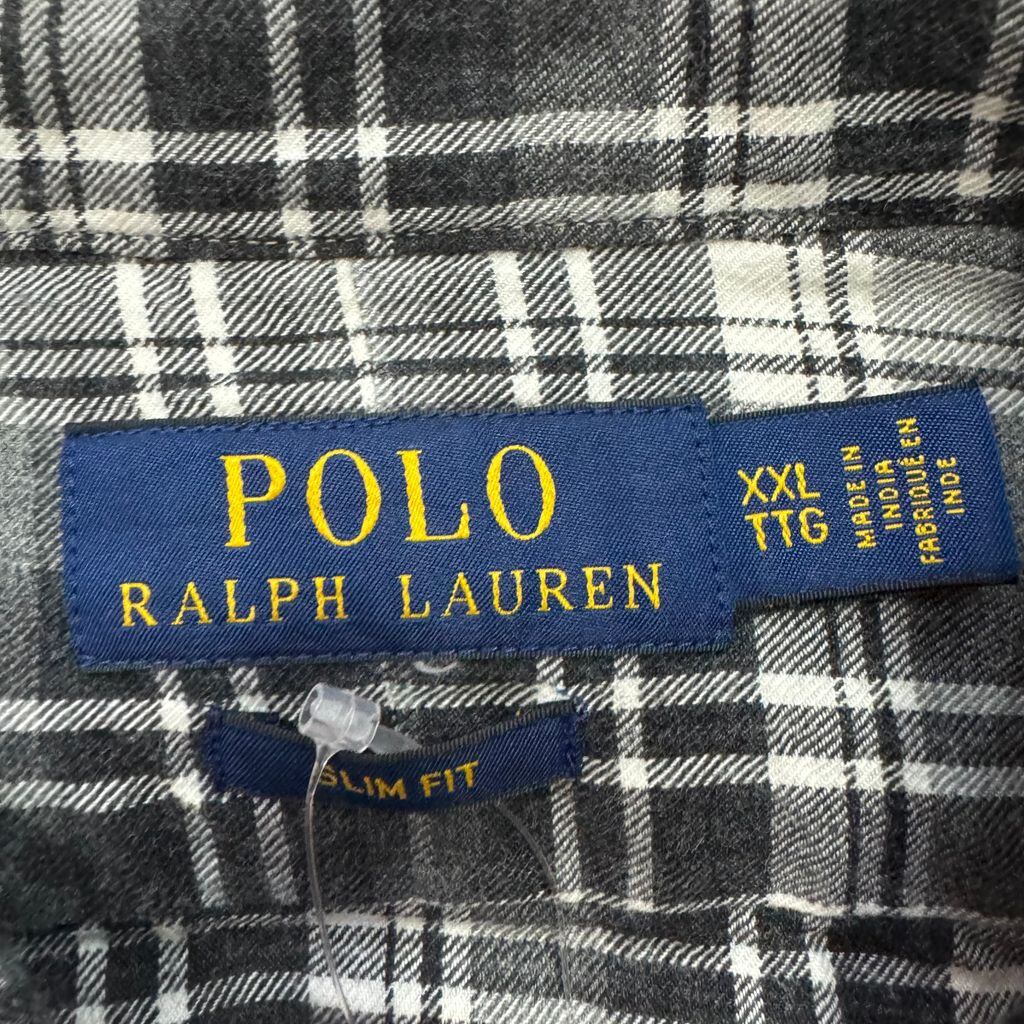 POLO
RALPH LAUREN
XXL
TTG
MADE IN
INDIA
FABRIQUÉ EN
INDE
SLIM FIT